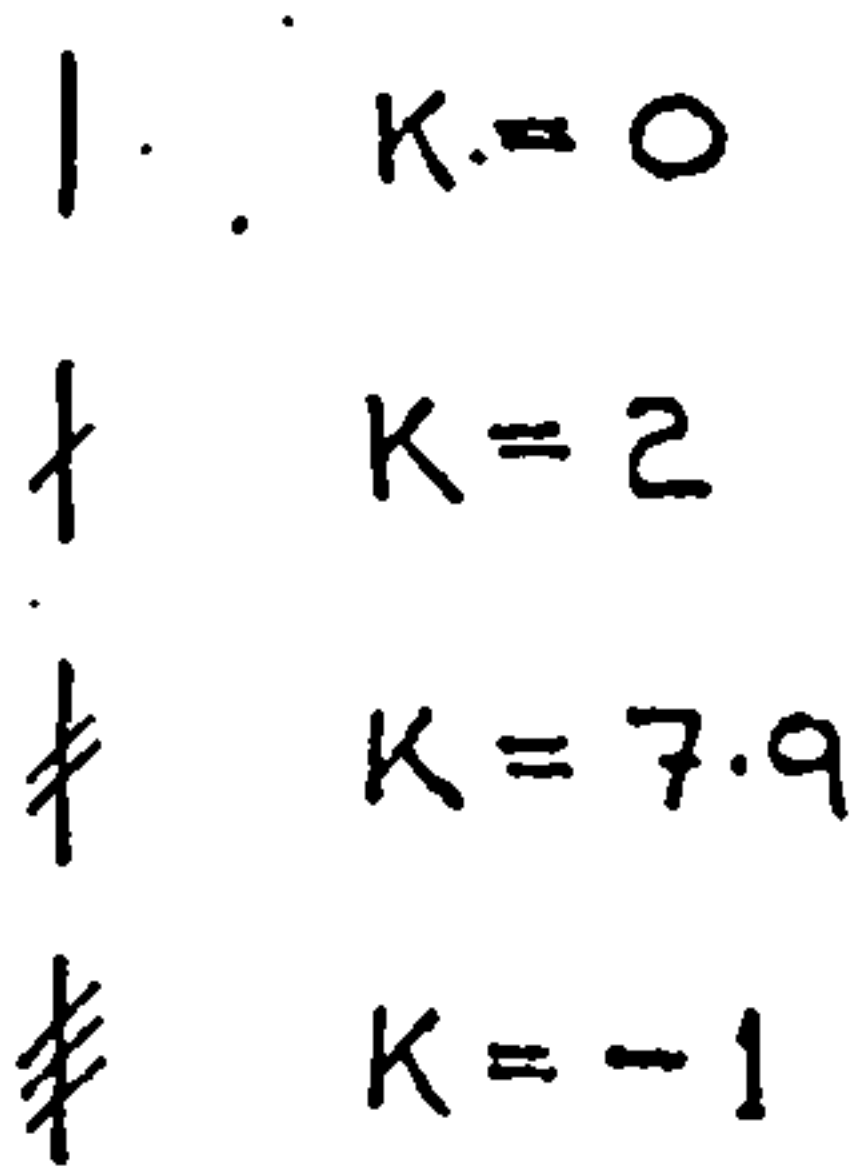 K = 0
K = 2
K = 7.9
K = -1